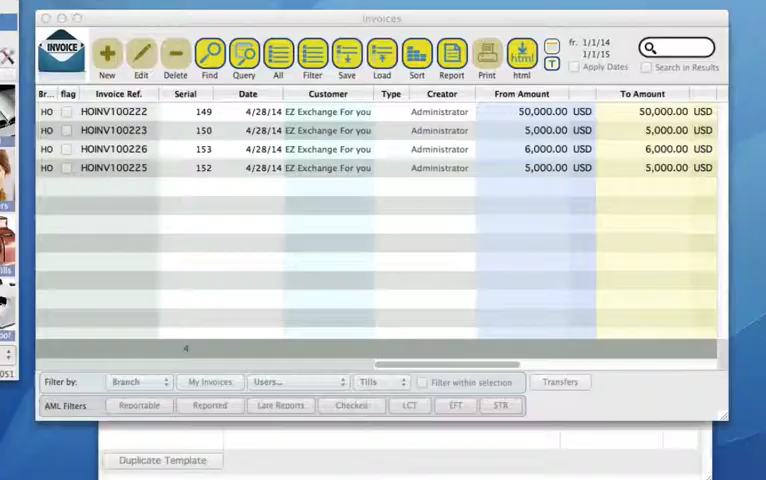 Invoices
INVOICE
New Edit Delete Find Query All Filter Save Load Sort Report Print html
html
T
fr. 1/1/14
1/1/15
Apply Dates
Search in Results
Br... flag Invoice Ref. Serial Date Customer Type Creator From Amount To Amount
HO HOINV100222 149 4/28/14 EZ Exchange For you Administrator 50,000.00 USD 50,000.00 USD
HO HOINV100223 150 4/28/14 EZ Exchange For you Administrator 5,000.00 USD 5,000.00 USD
HO HOINV100226 153 4/28/14 EZ Exchange For you Administrator 6,000.00 USD 6,000.00 USD
HO HOINV100225 152 4/28/14 EZ Exchange For you Administrator 5,000.00 USD 5,000.00 USD
4
Filter by: Branch My Invoices Users... Tills Filter within selection Transfers
AML Filters Reportable Reported Late Reports Checked LCT EFT STR
Duplicate Template
051